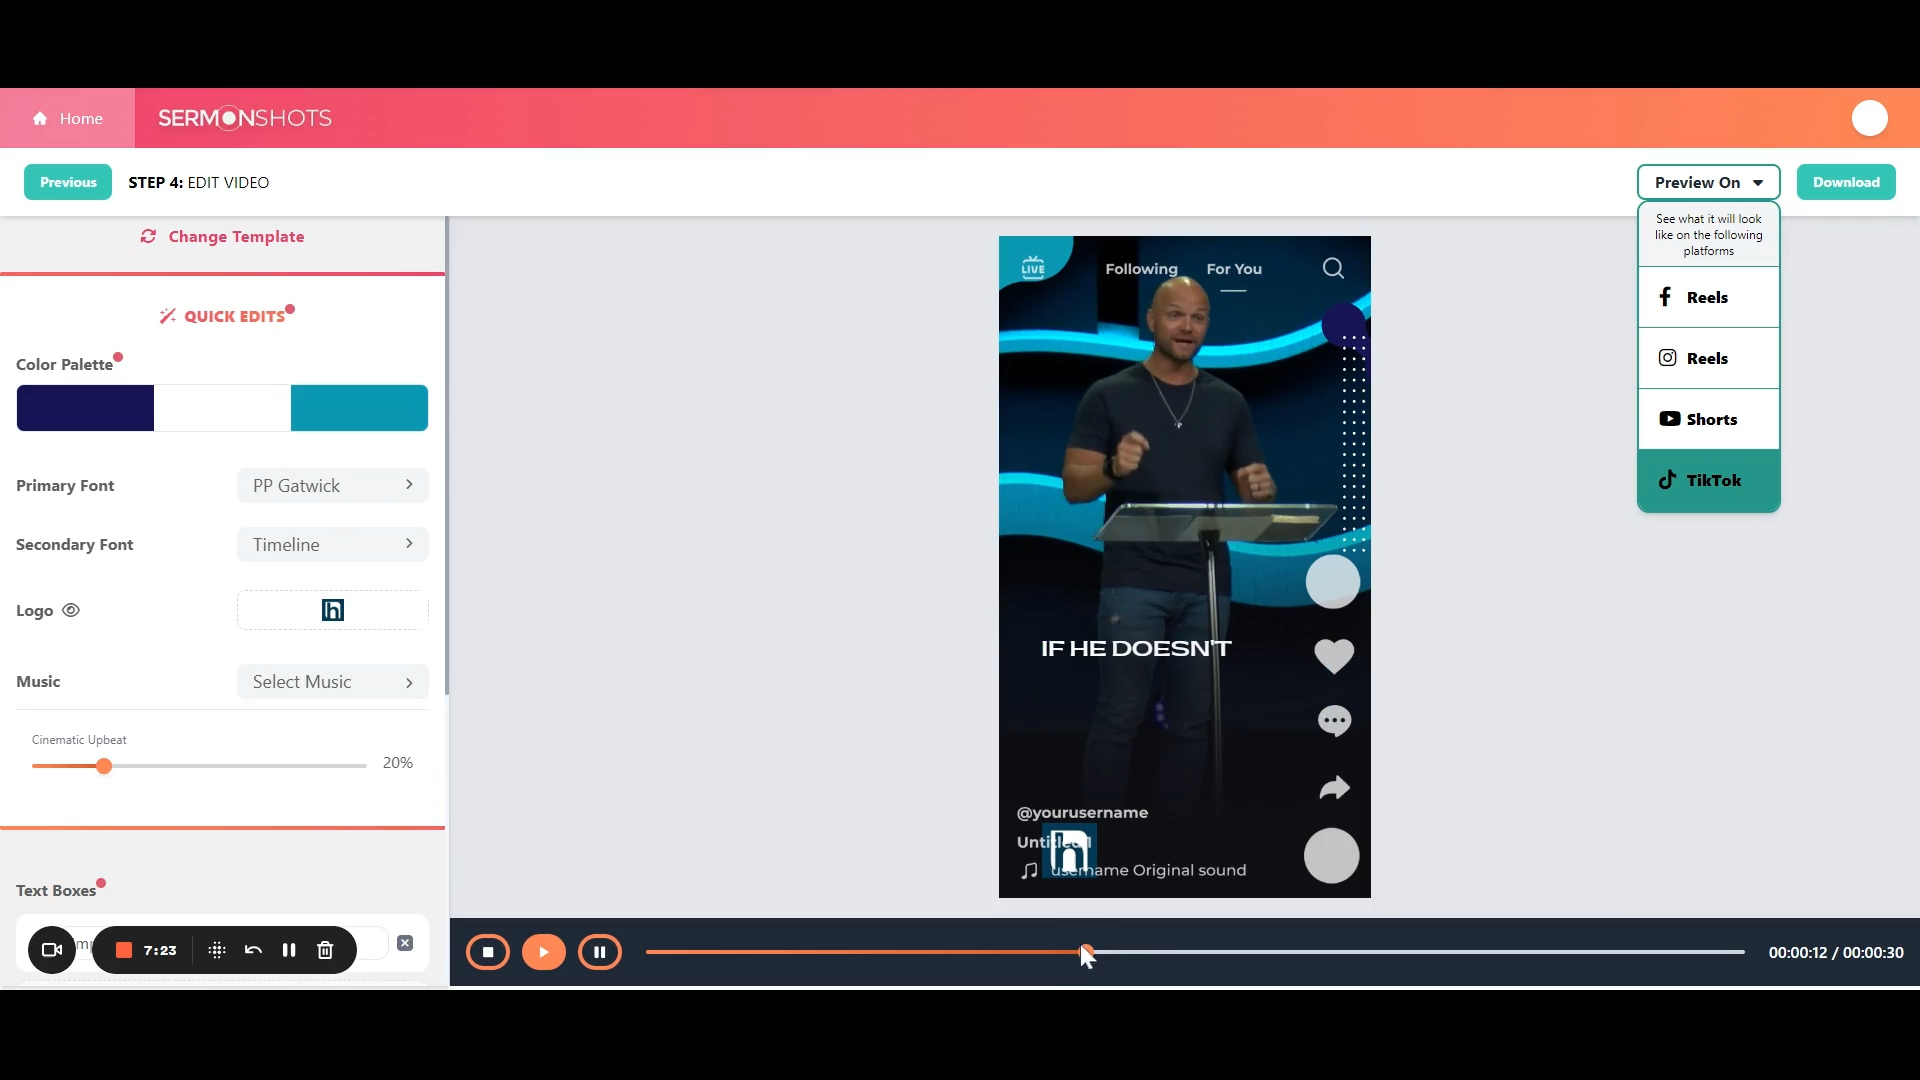 Home
SERMONSHOTS
Previous
STEP 4: EDIT VIDEO
Preview On
Download
See what it will look
like on the following
platforms
Reels
Reels
Shorts
TikTok
Change Template
QUICK EDITS
Color Palette
Primary Font
PP Gatwick
Secondary Font
Timeline
Logo
h
Music
Select Music
Cinematic Upbeat
20%
Text Boxes
7:23
LIVE
Following
For You
IF HE DOESN'T
@yourusername
h
Original sound
00:00:12 / 00:00:30